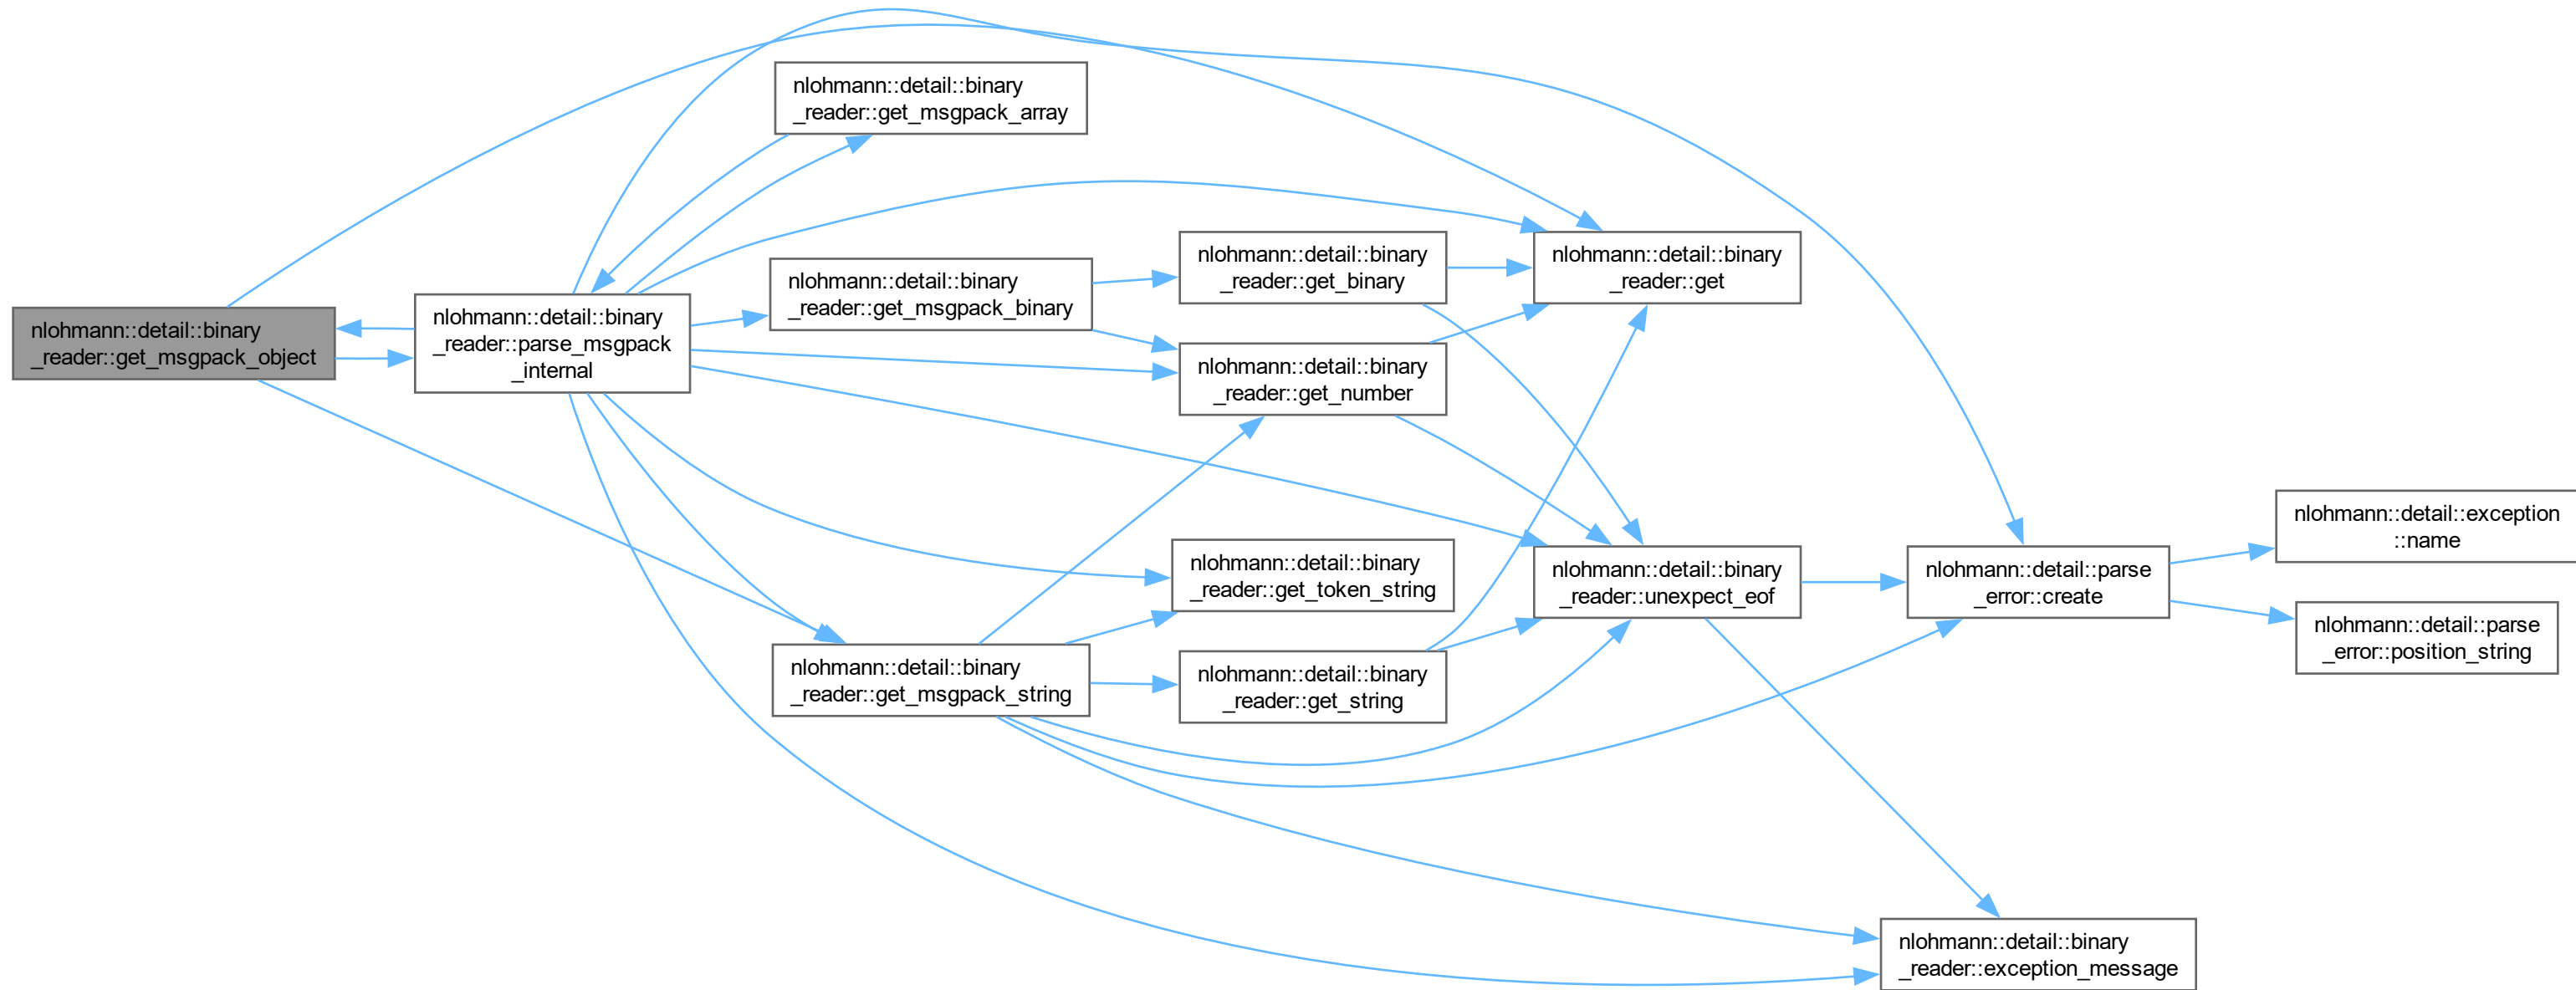 nlohmann::detail::binary
_reader::get_msgpack_object
nlohmann::detail::binary
_reader::parse_msgpack
_internal
nlohmann::detail::binary
_reader::get_msgpack_array
nlohmann::detail::binary
_reader::get_msgpack_binary
nlohmann::detail::binary
_reader::get_msgpack_string
nlohmann::detail::binary
_reader::get_binary
nlohmann::detail::binary
_reader::get_number
nlohmann::detail::binary
_reader::get_token_string
nlohmann::detail::binary
_reader::get_string
nlohmann::detail::binary
_reader::get
nlohmann::detail::binary
_reader::unexpect_eof
nlohmann::detail::parse
_error::create
nlohmann::detail::binary
_reader::exception_message
nlohmann::detail::exception
::name
nlohmann::detail::parse
_error::position_string